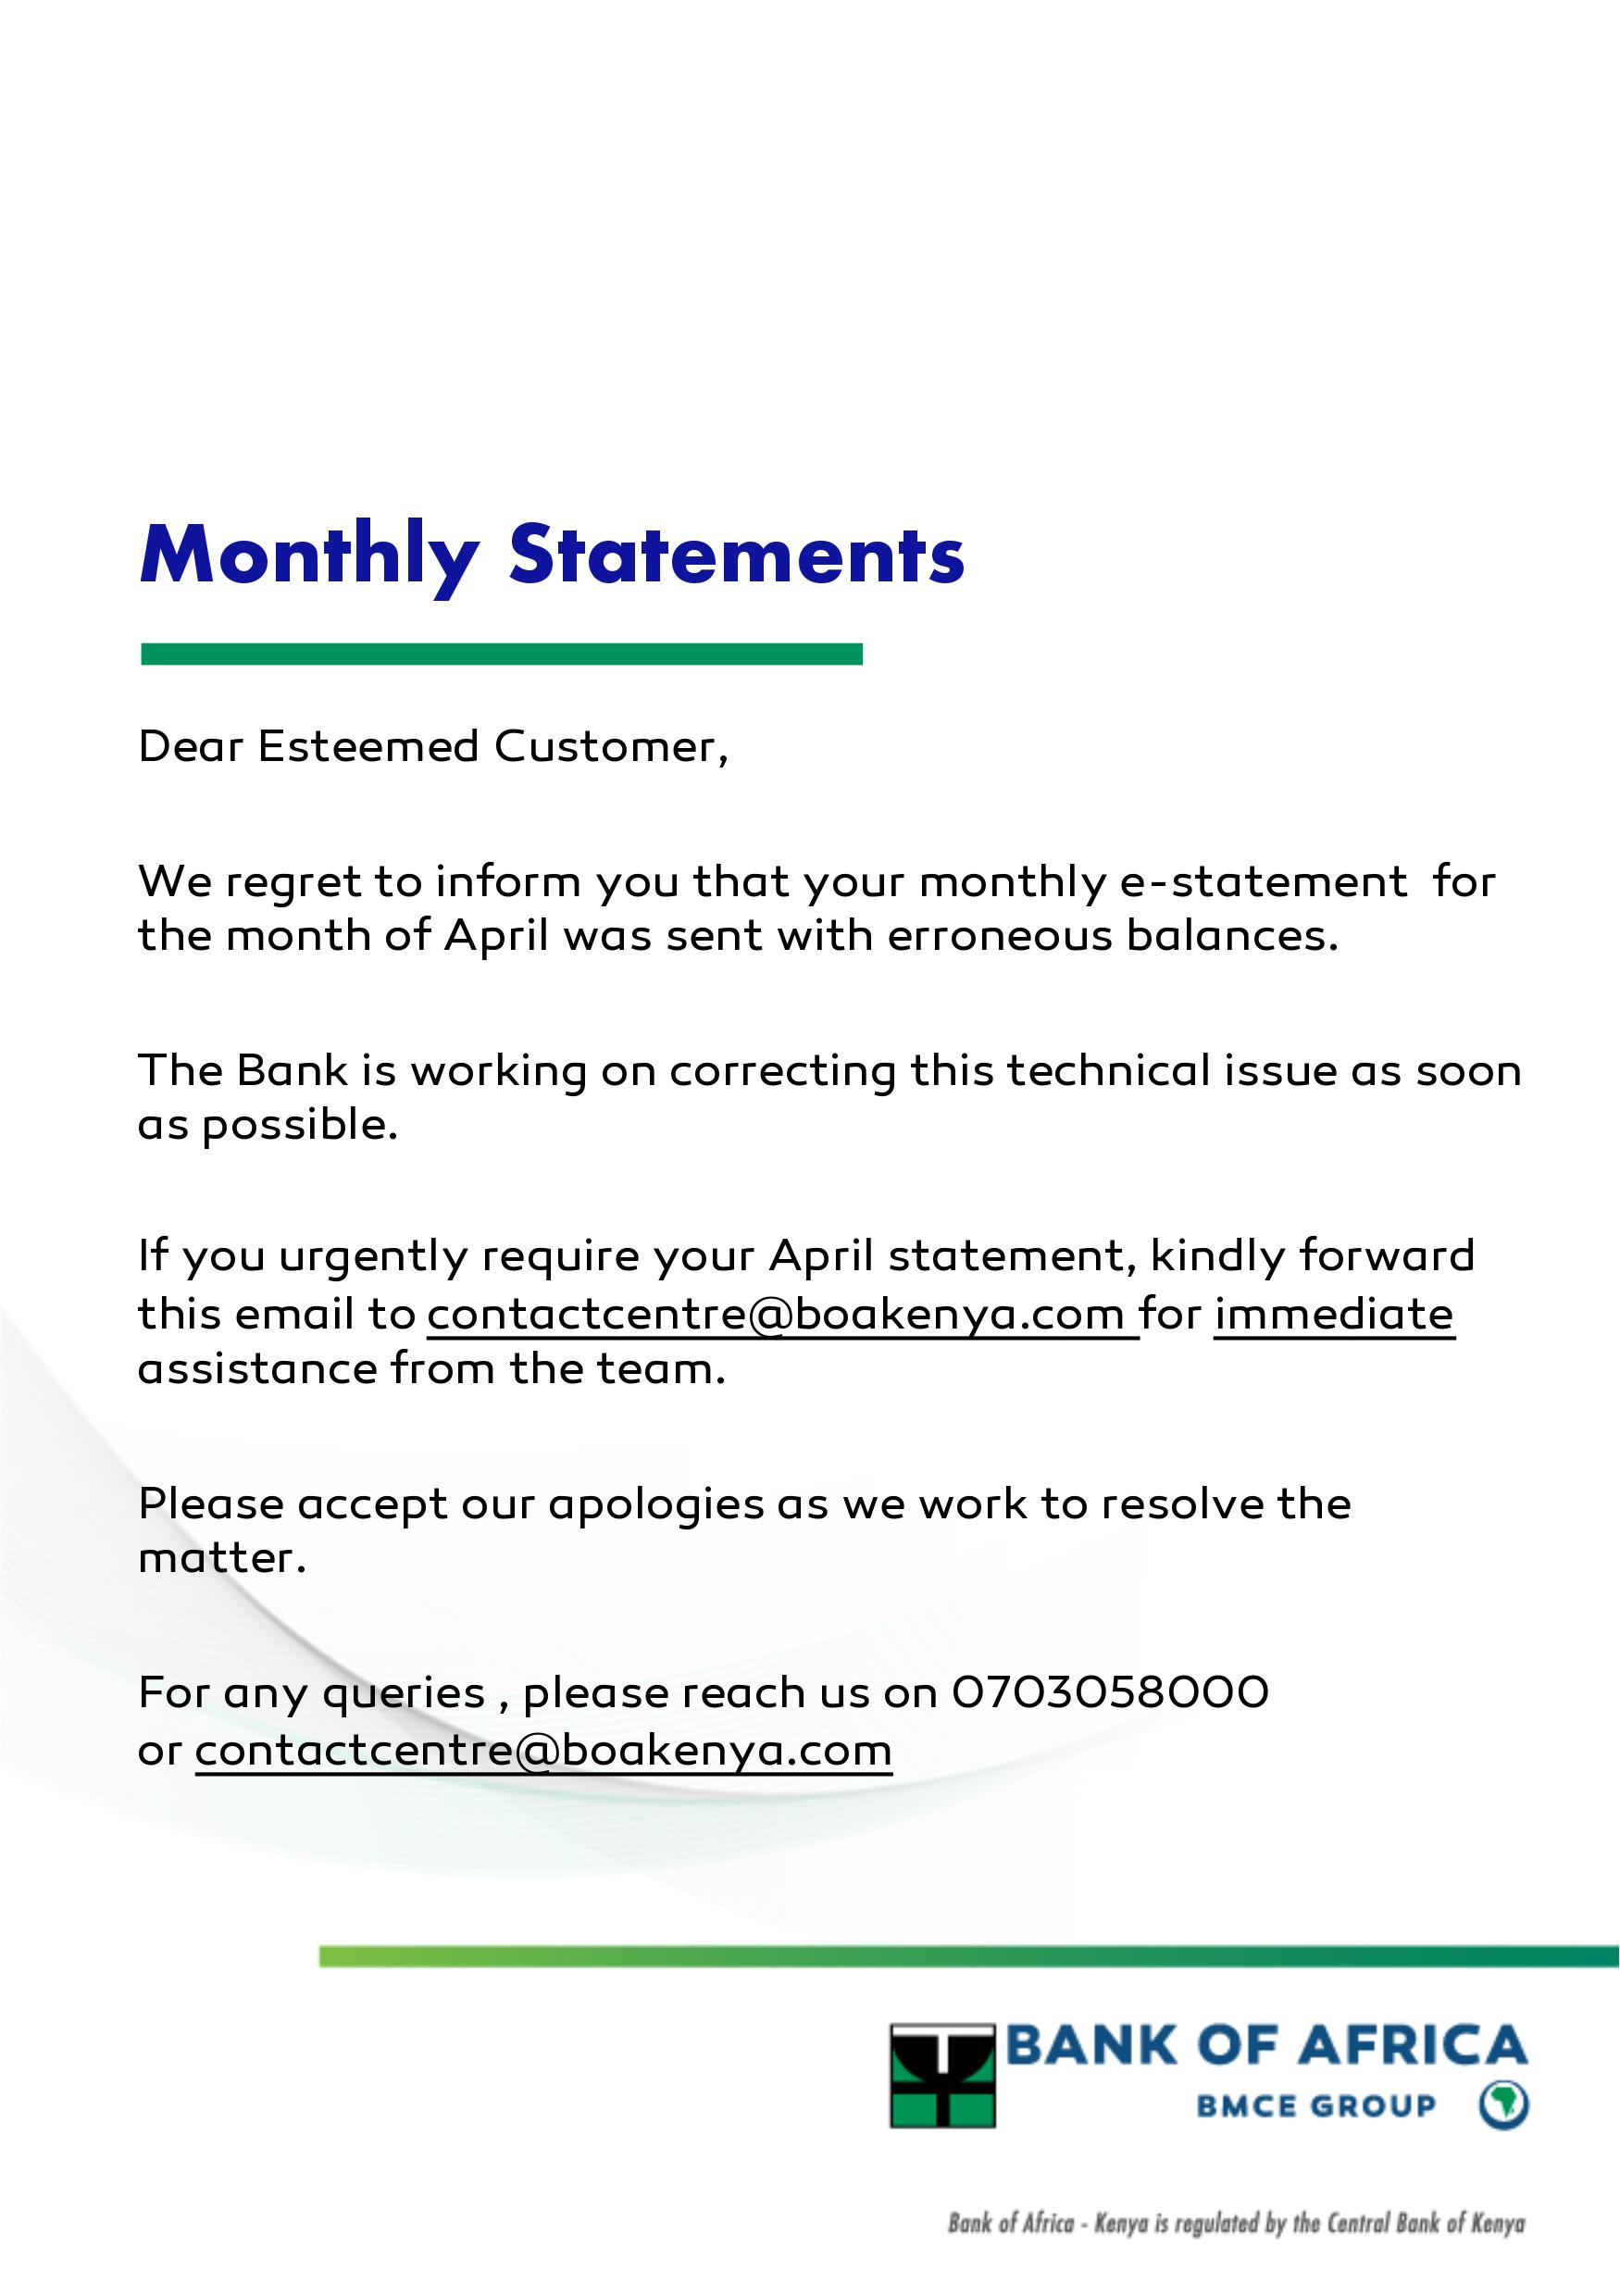 Monthly Statements
Dear Esteemed Customer,
We regret to inform you that your monthly e-statement  for
the month of April was sent with erroneous balances.
The Bank is working on correcting this technical issue as soon
as possible.
If you urgently require your April statement, kindly forward
this email to contactcentre@boakenya.com for immediate
assistance from the team.
Please accept our apologies as we work to resolve the
matter.
For any queries , please reach us on 0703058000
or contactcentre@boakenya.com
BANK OF AFRICA
BMCE GROUP
Bank of Africa - Kenya is regulated by the Central Bank of Kenya